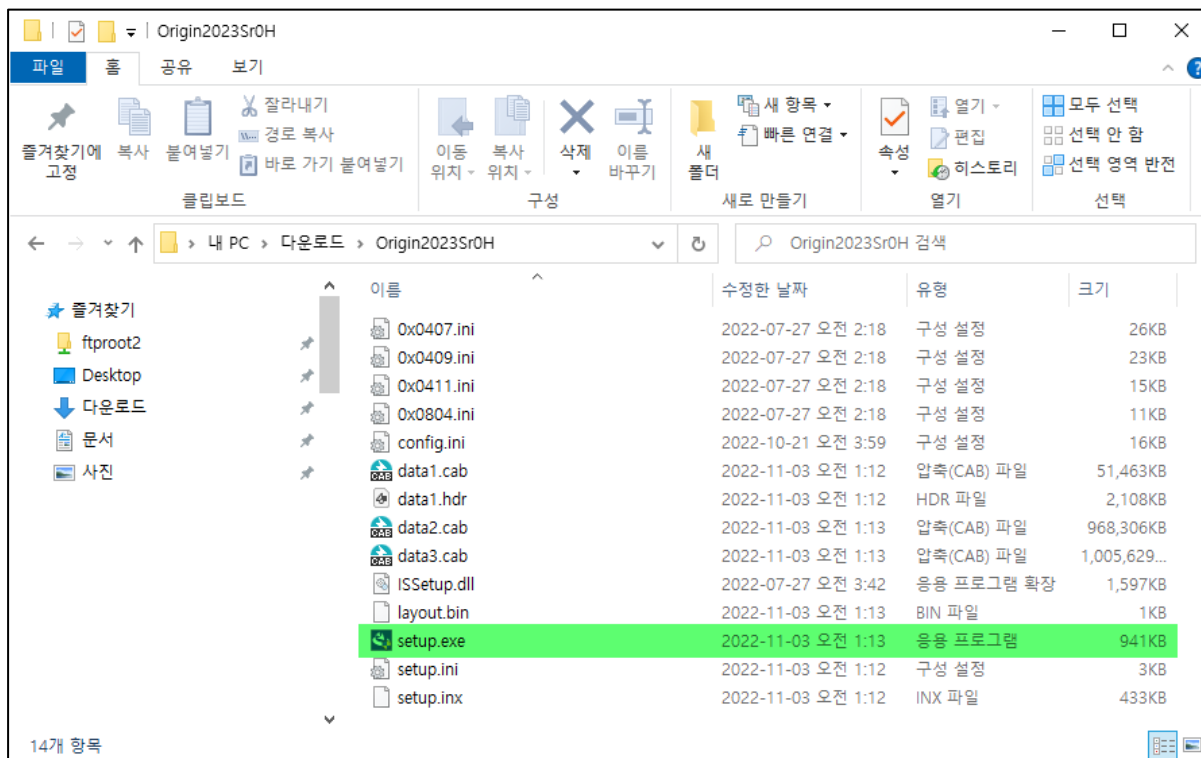 Origin2023Sr0H
파일 홈 공유 보기
즐겨찾기에 고정
복사
붙여넣기
잘라내기
경로 복사
바로 가기 붙여넣기
클립보드
이동 위치
복사 위치
삭제
이름 바꾸기
구성
새 폴더
새 항목
빠른 연결
새로 만들기
속성
열기
편집
히스토리
열기
모두 선택
선택 안 함
선택 영역 반전
선택
내 PC > 다운로드 > Origin2023Sr0H
Origin2023Sr0H 검색
즐겨찾기
ftproot2
Desktop
다운로드
문서
사진
이름 수정한 날짜 유형 크기
0x0407.ini 2022-07-27 오전 2:18 구성 설정 26KB
0x0409.ini 2022-07-27 오전 2:18 구성 설정 23KB
0x0411.ini 2022-07-27 오전 2:18 구성 설정 15KB
0x0804.ini 2022-07-27 오전 2:18 구성 설정 11KB
config.ini 2022-10-21 오전 3:59 구성 설정 16KB
data1.cab 2022-11-03 오전 1:12 압축(CAB) 파일 51,463KB
data1.hdr 2022-11-03 오전 1:12 HDR 파일 2,108KB
data2.cab 2022-11-03 오전 1:13 압축(CAB) 파일 968,306KB
data3.cab 2022-11-03 오전 1:13 압축(CAB) 파일 1,005,629...
ISSetup.dll 2022-07-27 오전 3:42 응용 프로그램 확장 1,597KB
layout.bin 2022-11-03 오전 1:13 BIN 파일 1KB
setup.exe 2022-11-03 오전 1:13 응용 프로그램 941KB
setup.ini 2022-11-03 오전 1:12 구성 설정 3KB
setup.inx 2022-11-03 오전 1:12 INX 파일 433KB
14개 항목